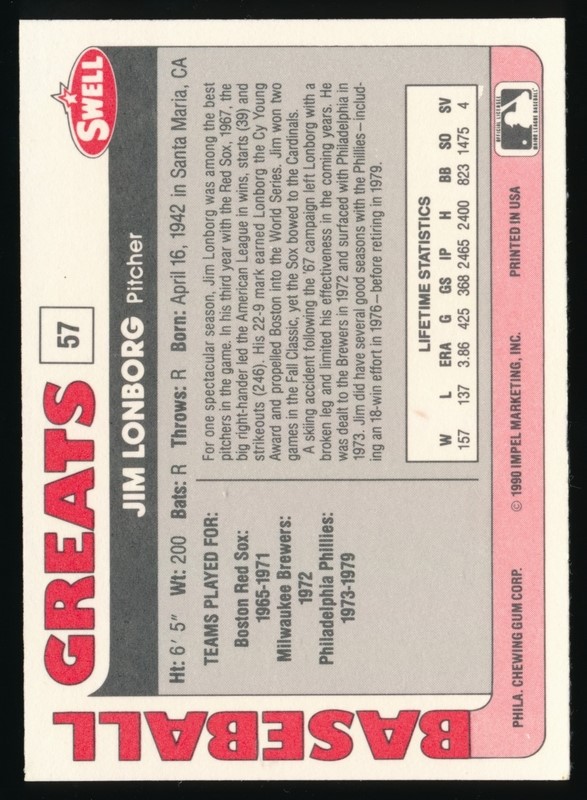 BASEBALL
GREATS
57
SWELL
JIM LONBORG Pitcher
Ht: 6' 5" Wt: 200 Bats: R Throws: R Born: April 16, 1942 in Santa Maria, CA
TEAMS PLAYED FOR:
Boston Red Sox:
1965-1971
Milwaukee Brewers:
1972
Philadelphia Phillies:
1973-1979
For one spectacular season, Jim Lonborg was among the best
pitchers in the game. In his third year with the Red Sox, 1967, the
big right-hander led the American League in wins, starts (39) and
strikeouts (246). His 22-9 mark earned Lonborg the Cy Young
Award and propelled Boston into the World Series. Jim won two
games in the Fall Classic, yet the Sox bowed to the Cardinals.
A skiing accident following the '67 campaign left Lonborg with a
broken leg and limited his effectiveness in the coming years. He
was dealt to the Brewers in 1972 and surfaced with Philadelphia in
1973. Jim did have several good seasons with the Phillies—includ-
ing an 18-win effort in 1976—before retiring in 1979.
LIFETIME STATISTICS
W L ERA G GS IP H BB SO SV
157 137 3.86 425 368 2465 2400 823 1475 4
PHILA. CHEWING GUM CORP. © 1990 IMPEL MARKETING, INC. PRINTED IN USA
OFFICIAL LICENSEE
MAJOR LEAGUE BASEBALL